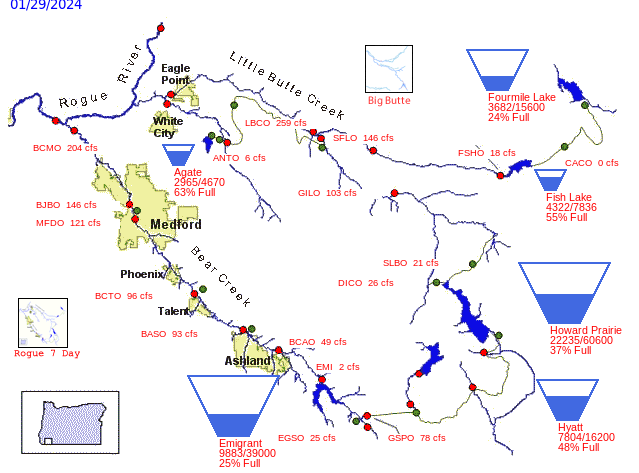 01/29/2024
Rogue River
Eagle
Point
Little Butte Creek
Big Butte
Fourmile Lake
3682/15600
24% Full
White
City
LBCO 259 cfs
SFLO 146 cfs
BCMO 204 cfs
ANTO 6 cfs
FSHO 18 cfs
CACO 0 cfs
Agate
2965/4670
63% Full
GILO 103 cfs
Fish Lake
4322/7836
55% Full
BJBO 146 cfs
MFDO 121 cfs
Medford
Bear Creek
SLBO 21 cfs
Phoenix
DICO 26 cfs
BCTO 96 cfs
Talent
Howard Prairie
22235/60600
37% Full
BASO 93 cfs
BCAO 49 cfs
Rogue 7 Day
Ashland
EMI 2 cfs
Hyatt
7804/16200
48% Full
EGSO 25 cfs
GSPO 78 cfs
Emigrant
9883/39000
25% Full